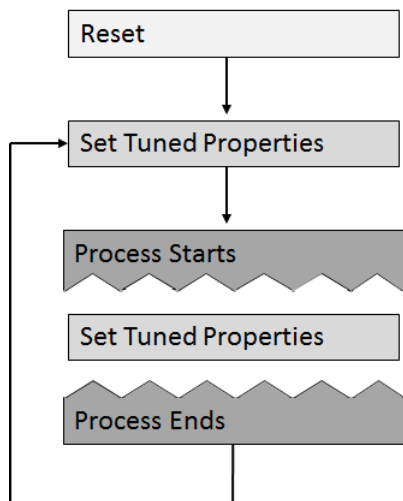 Reset
Set Tuned Properties
Process Starts
Set Tuned Properties
Process Ends